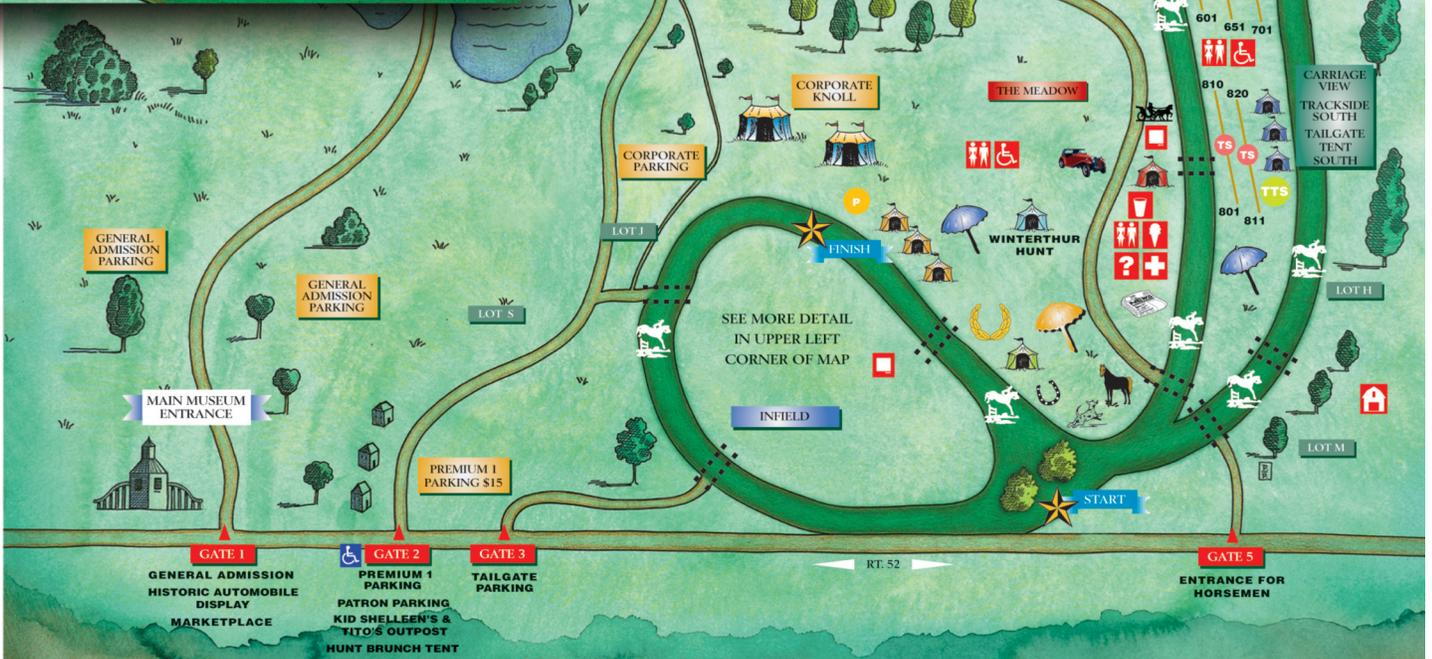 601
651
701
810
820
CARRIAGE
VIEW
TRACKSIDE
SOUTH
TAILGATE
TENT
SOUTH
TS
TS
TTS
801
811
CORPORATE
KNOLL
THE MEADOW
CORPORATE
PARKING
P
LOT J
FINISH
WINTERTHUR
HUNT
?
GENERAL
ADMISSION
PARKING
GENERAL
ADMISSION
PARKING
LOT S
LOT H
SEE MORE DETAIL
IN UPPER LEFT
CORNER OF MAP
MAIN MUSEUM
ENTRANCE
INFIELD
LOT M
PREMIUM 1
PARKING $15
START
GATE 1
GENERAL ADMISSION
HISTORIC AUTOMOBILE
DISPLAY
MARKETPLACE
GATE 2
PREMIUM 1
PARKING
PATRON PARKING
KID SHELLEEN'S &
TITO'S OUTPOST
HUNT BRUNCH TENT
GATE 3
TAILGATE
PARKING
RT. 52
GATE 5
ENTRANCE FOR
HORSEMEN